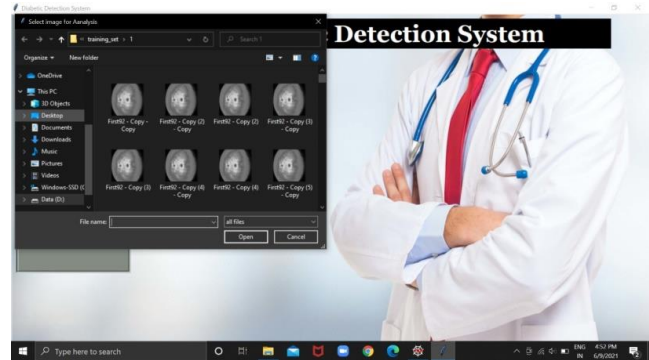 Diabetic Detection System
Select image for Aanalysis
training_set
1
Search 1
c Detection System
Organize
New folder
OneDrive
This PC
3D Objects
Desktop
Documents
Downloads
Music
Pictures
Videos
Windows-SSD (C
Data (D:)
First92 - Copy - Copy
First92 - Copy (2) - Copy
First92 - Copy (2)
First92 - Copy (3) - Copy
First92 - Copy (3)
First92 - Copy (4) - Copy
First92 - Copy (4)
First92 - Copy (5) - Copy
File name:
all files
Open
Cancel
Type here to search
ENG
IN
4:52 PM
6/9/2021